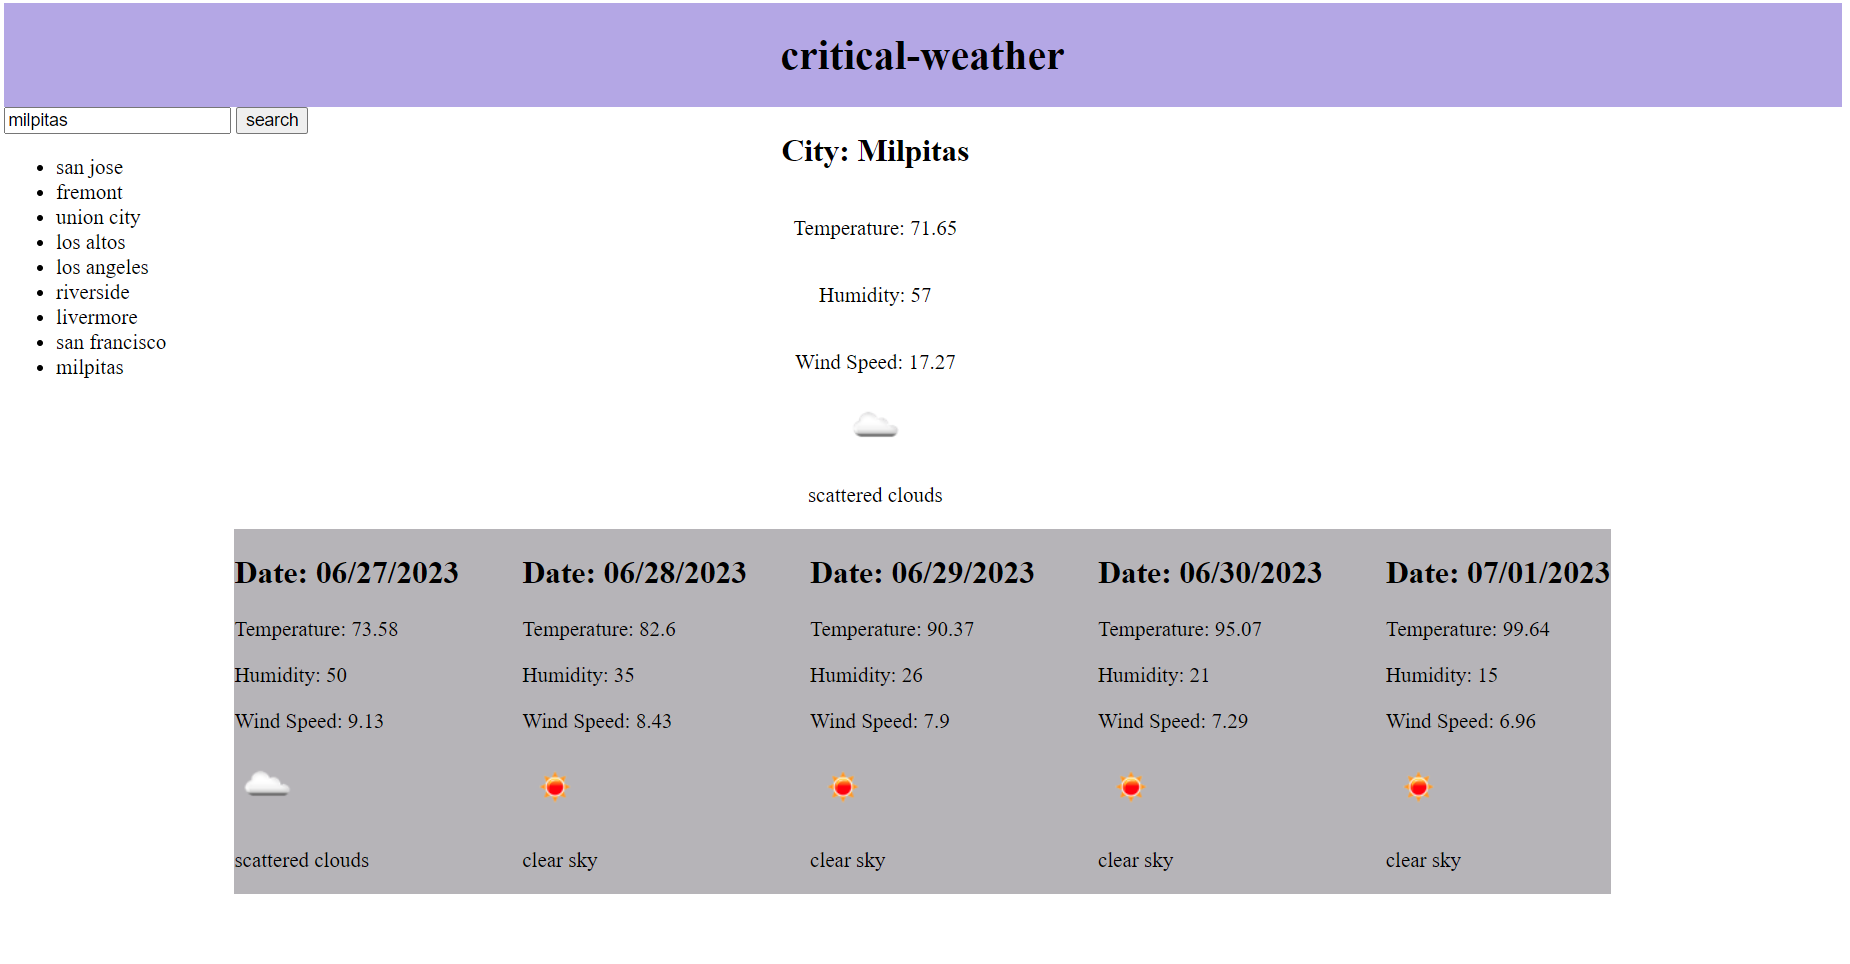 critical-weather
milpitas search
san jose
fremont
union city
los altos
los angeles
riverside
livermore
san francisco
milpitas
City: Milpitas
Temperature: 71.65
Humidity: 57
Wind Speed: 17.27
scattered clouds
Date: 06/27/2023
Temperature: 73.58
Humidity: 50
Wind Speed: 9.13
scattered clouds
Date: 06/28/2023
Temperature: 82.6
Humidity: 35
Wind Speed: 8.43
clear sky
Date: 06/29/2023
Temperature: 90.37
Humidity: 26
Wind Speed: 7.9
clear sky
Date: 06/30/2023
Temperature: 95.07
Humidity: 21
Wind Speed: 7.29
clear sky
Date: 07/01/2023
Temperature: 99.64
Humidity: 15
Wind Speed: 6.96
clear sky